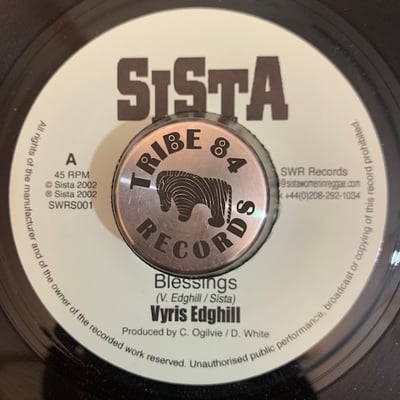 SISTA
TRIBE 84
RECORDS
A
45 RPM
© Sista 2002
℗ Sista 2002
SWRS001
SWR Records
@sistawomeninreggae.com
+44(0)208-292-1034
Blessings
(V. Edghill / Sista)
Vyris Edghill
Produced by C. Ogilvie / D. White
All rights of the manufacturer and of the owner of the recorded work reserved. Unauthorised public performance, broadcast or copying of this record prohibited.